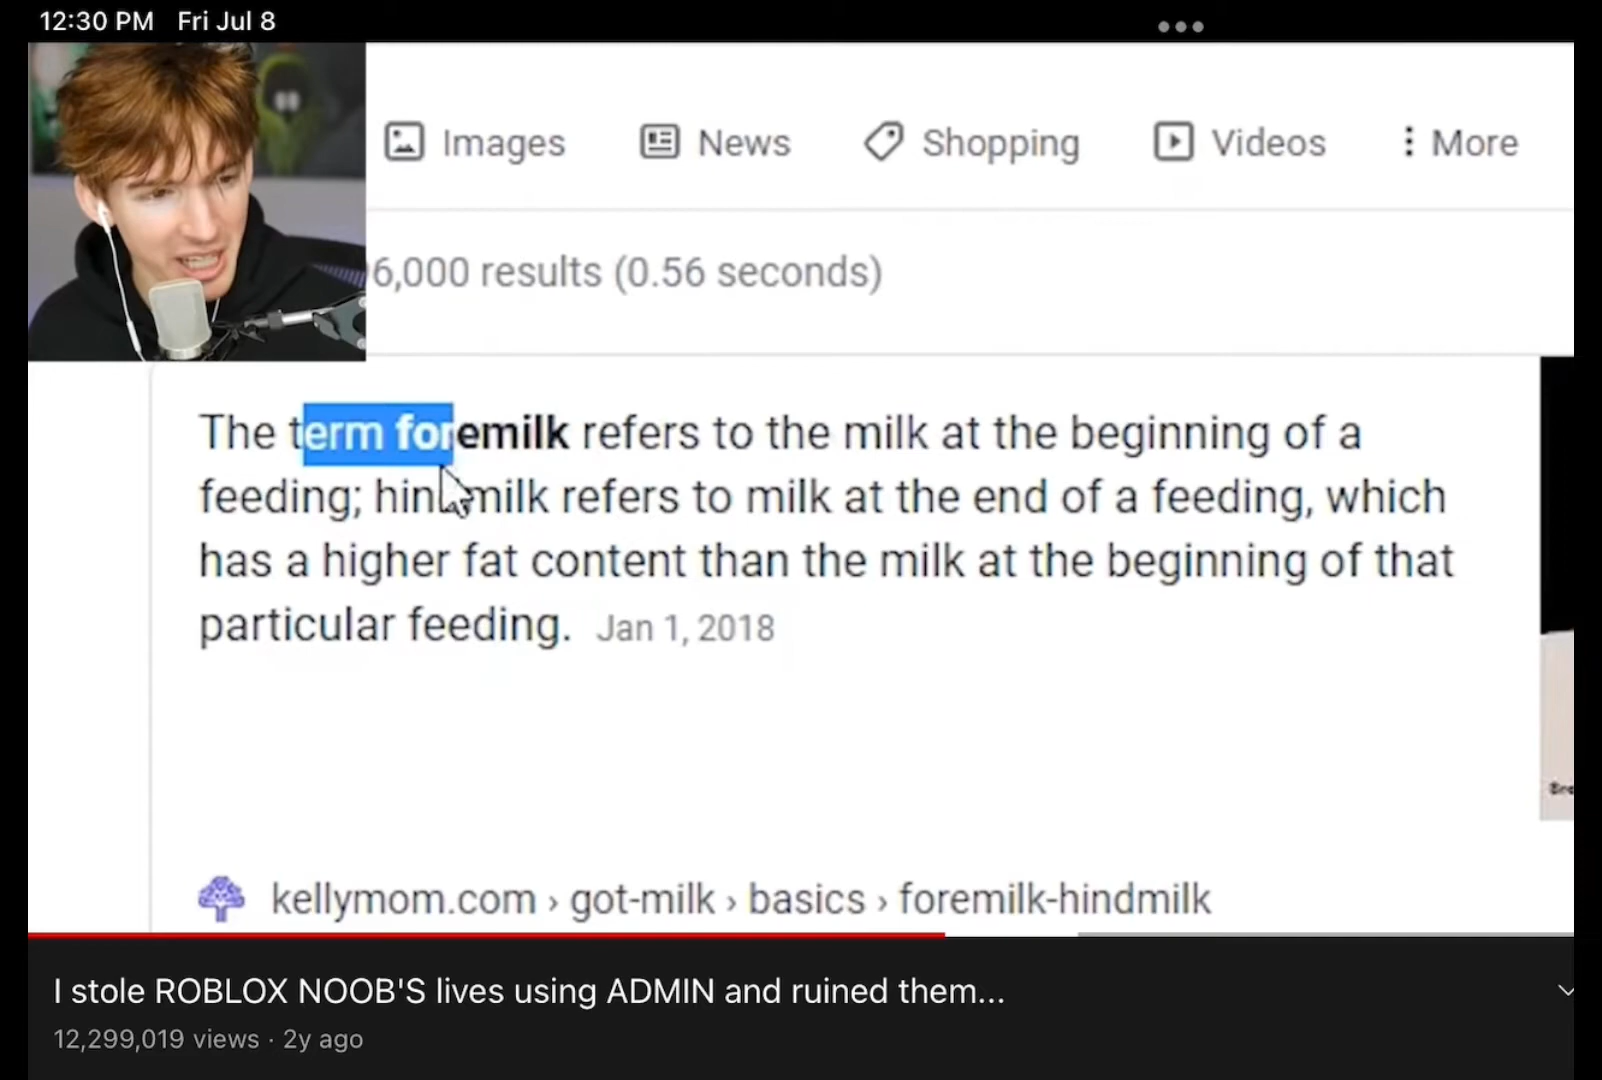 12:30 PM Fri Jul 8
Images News Shopping Videos More
6,000 results (0.56 seconds)
The term foremilk refers to the milk at the beginning of a
feeding; hindmilk refers to milk at the end of a feeding, which
has a higher fat content than the milk at the beginning of that
particular feeding. Jan 1, 2018
kellymom.com › got-milk › basics › foremilk-hindmilk
I stole ROBLOX NOOB'S lives using ADMIN and ruined them...
12,299,019 views · 2y ago